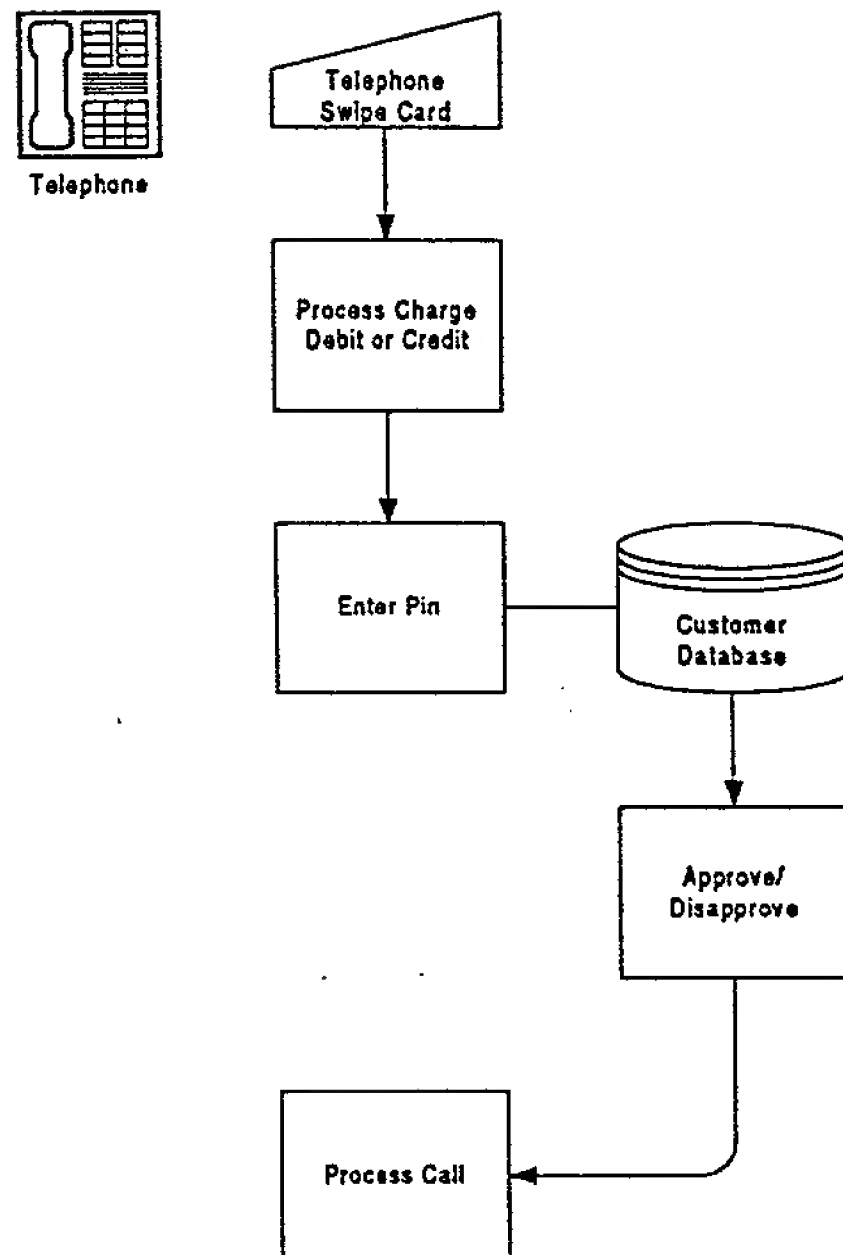 Telephone
Telephone
Swipe Card
Process Charge
Debit or Credit
Enter Pin
Customer
Database
Approve/
Disapprove
Process Call